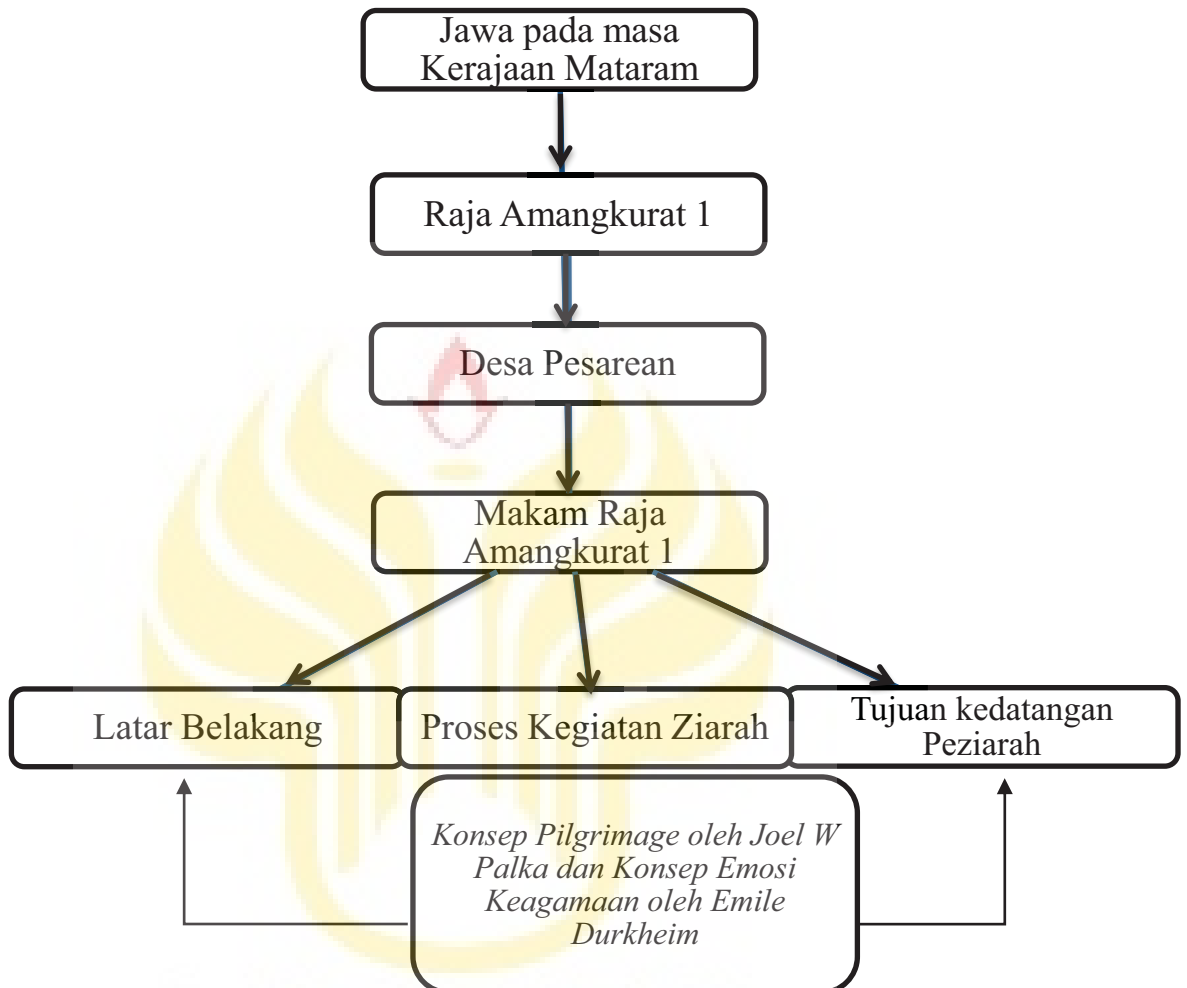 Jawa pada masa
Kerajaan Mataram
Raja Amangkurat 1
Desa Pesarean
Makam Raja
Amangkurat 1
Latar Belakang
Proses Kegiatan Ziarah
Tujuan kedatangan
Peziarah
Konsep Pilgrimage oleh Joel W
Palka dan Konsep Emosi
Keagamaan oleh Emile
Durkheim